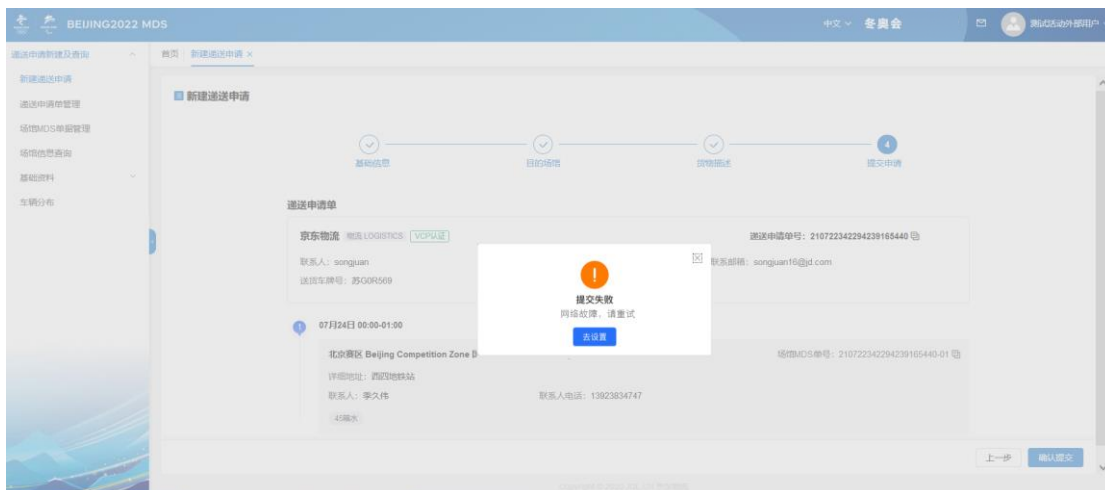 BEIJING2022 MDS
中文
冬奥会
测试活动外部用户
递送申请新建及查询
新建递送申请
递送申请单管理
场馆MDS单据管理
场馆信息查询
基础资料
车辆分布
首页
新建递送申请 ×
新建递送申请
基础信息
目的场馆
货物描述
4
提交申请
递送申请单
京东物流 物流 LOGISTICS VCP认证
递送申请单号：210722342294239165440
联系人：songjuan
联系邮箱：songjuan16@jd.com
送货车牌号：苏G0R569
提交失败
网络故障，请重试
去设置
1
07月24日 00:00-01:00
北京赛区 Beijing Competition Zone
场馆MDS单号：210722342294239165440-01
详细地址：西四地铁站
联系人：季久伟
联系人电话：13923834747
45箱水
上一步
确认提交